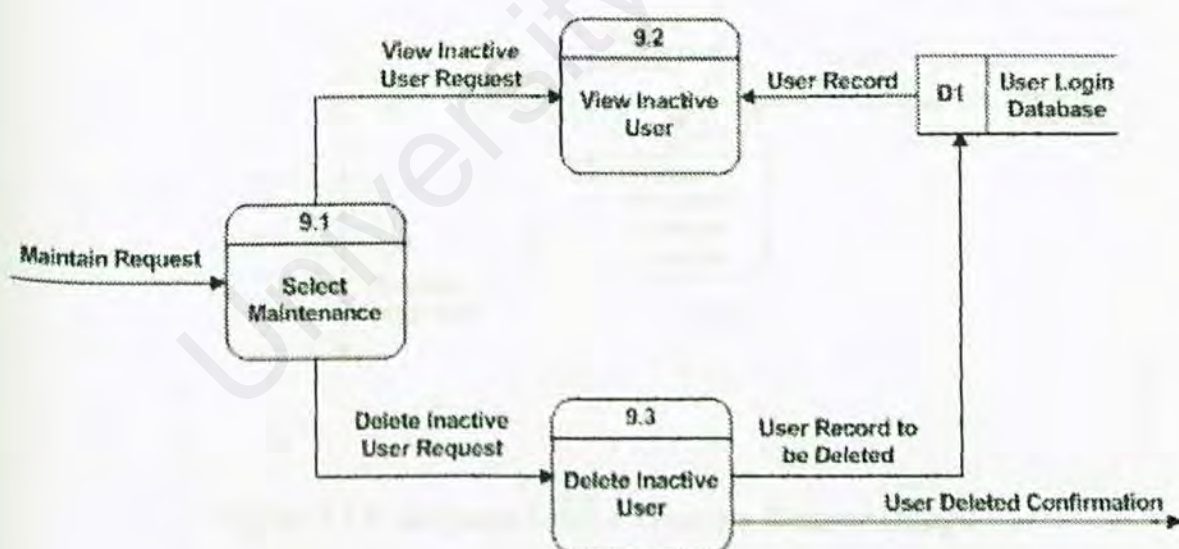 View Inactive
User Request
9.2
View Inactive
User
User Record
D1
User Login
Database
Maintain Request
9.1
Select
Maintenance
Delete Inactive
User Request
9.3
Delete Inactive
User
User Record to
be Deleted
User Deleted Confirmation
University